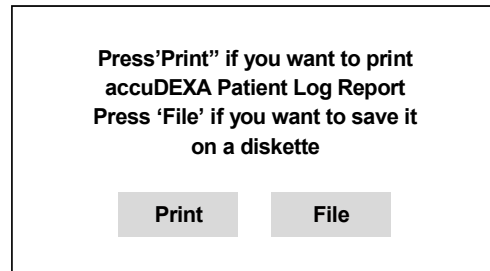 Press’Print” if you want to print
accuDEXA Patient Log Report
Press ‘File’ if you want to save it
on a diskette
Print File